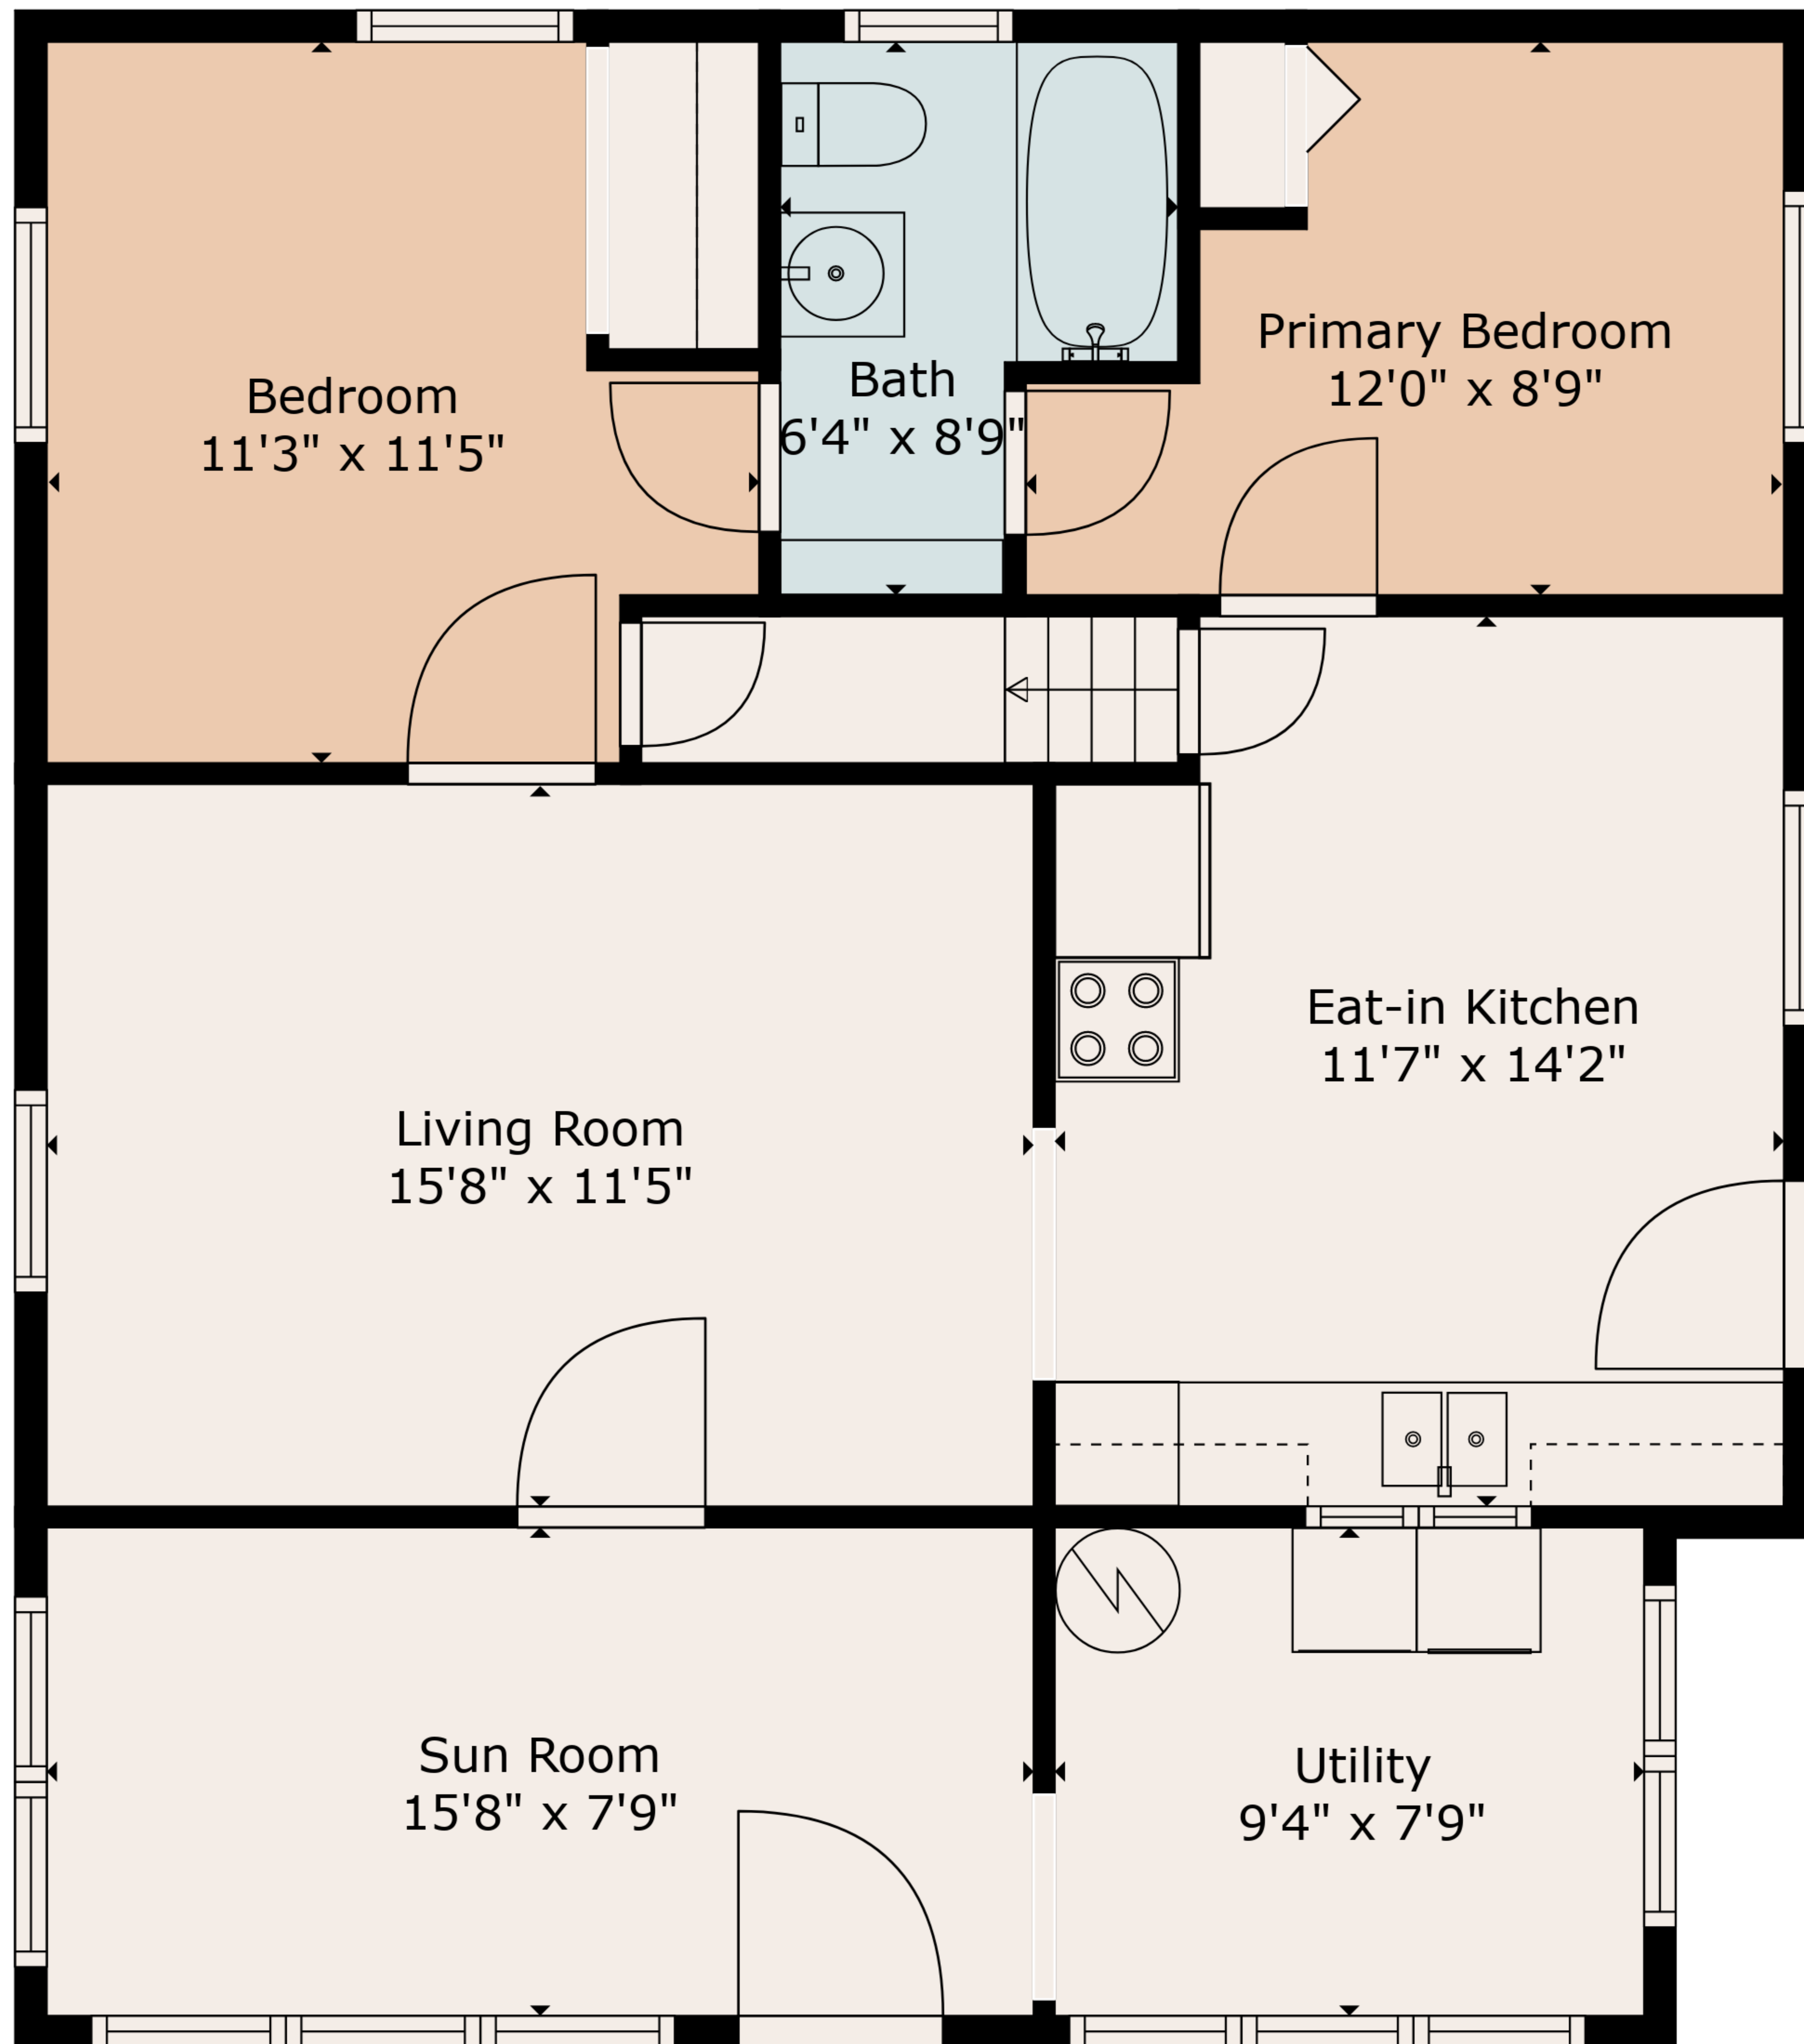 Primary Bedroom
12'0" x 8'9"
Bath
6'4" x 8'9"
Bedroom
11'3" x 11'5"
Eat-in Kitchen
11'7" x 14'2"
Living Room
15'8" x 11'5"
Sun Room
15'8" x 7'9"
Utility
9'4" x 7'9"